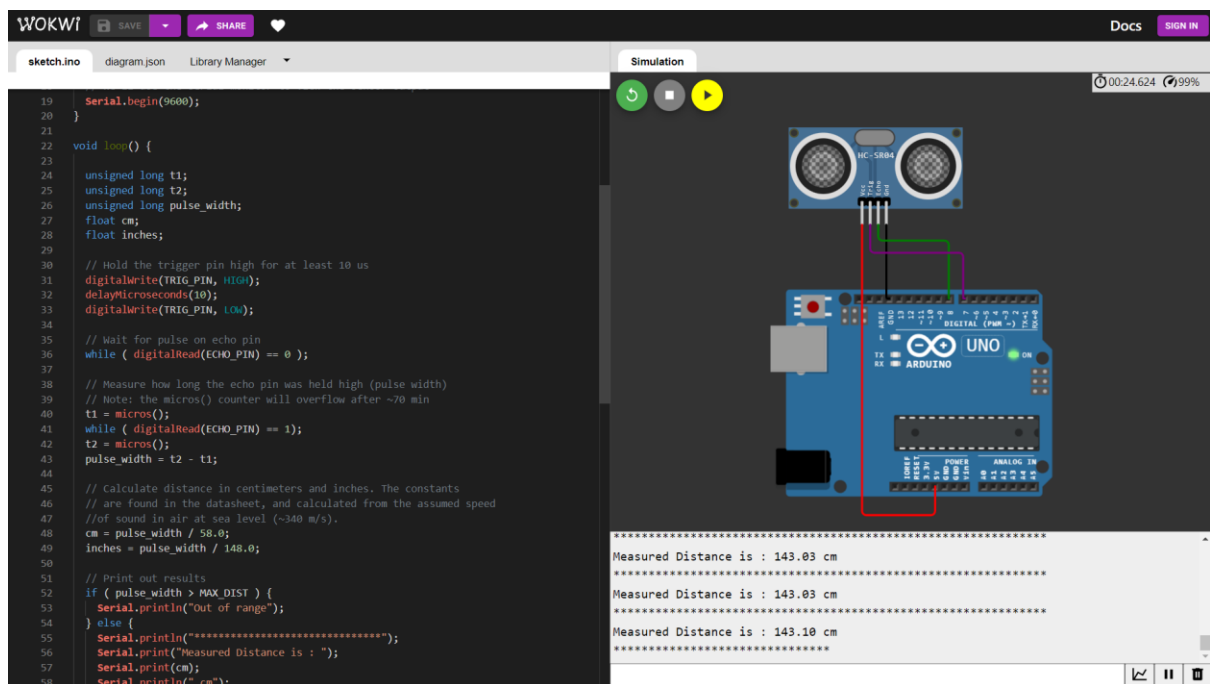 WOKWi SAVE SHARE Docs SIGN IN
sketch.ino diagram.json Library Manager
19 Serial.begin(9600);
20 }
21
22 void loop() {
23
24 unsigned long t1;
25 unsigned long t2;
26 unsigned long pulse_width;
27 float cm;
28 float inches;
29
30 // Hold the trigger pin high for at least 10 us
31 digitalWrite(TRIG_PIN, HIGH);
32 delayMicroseconds(10);
33 digitalWrite(TRIG_PIN, LOW);
34
35 // Wait for pulse on echo pin
36 while ( digitalRead(ECHO_PIN) == 0 );
37
38 // Measure how long the echo pin was held high (pulse width)
39 // Note: the micros() counter will overflow after ~70 min
40 t1 = micros();
41 while ( digitalRead(ECHO_PIN) == 1);
42 t2 = micros();
43 pulse_width = t2 - t1;
44
45 // Calculate distance in centimeters and inches. The constants
46 // are found in the datasheet, and calculated from the assumed speed
47 //of sound in air at sea level (~340 m/s).
48 cm = pulse_width / 58.0;
49 inches = pulse_width / 148.0;
50
51 // Print out results
52 if ( pulse_width > MAX_DIST ) {
53 Serial.println("Out of range");
54 } else {
55 Serial.println("******************************");
56 Serial.print("Measured Distance is : ");
57 Serial.print(cm);
58 Serial.println(" cm");
Simulation
00:24.624 99%
HC-SR04
Vcc
Trig
Echo
Gnd
AREF
GND
13
12
~11
~10
~9
8
7
~6
~5
4
~3
2
TX→1
RX←0
DIGITAL (PWM ~)
L
TX
RX
UNO
ON
ARDUINO
IOREF
RESET
3.3V
5V
GND
GND
Vin
POWER
ANALOG IN
A0
A1
A2
A3
A4
A5
************************************************************
Measured Distance is : 143.03 cm
************************************************************
Measured Distance is : 143.03 cm
************************************************************
Measured Distance is : 143.10 cm
******************************